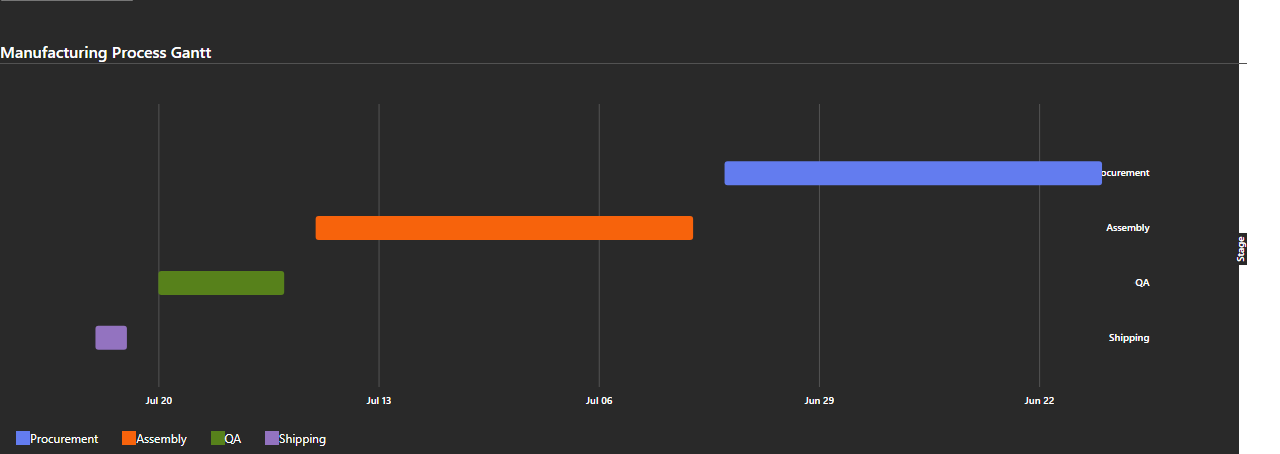 Manufacturing Process Gantt
ocurement
Assembly
Stage
QA
Shipping
Jul 20 Jul 13 Jul 06 Jun 29 Jun 22
Procurement Assembly QA Shipping